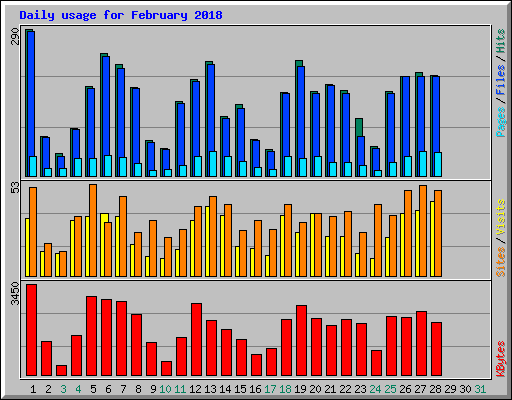 Daily usage for February 2018
290
Pages / Files / Hits
53
Sites / Visits
3450
KBytes
1 2 3 4 5 6 7 8 9 10 11 12 13 14 15 16 17 18 19 20 21 22 23 24 25 26 27 28 29 30 31